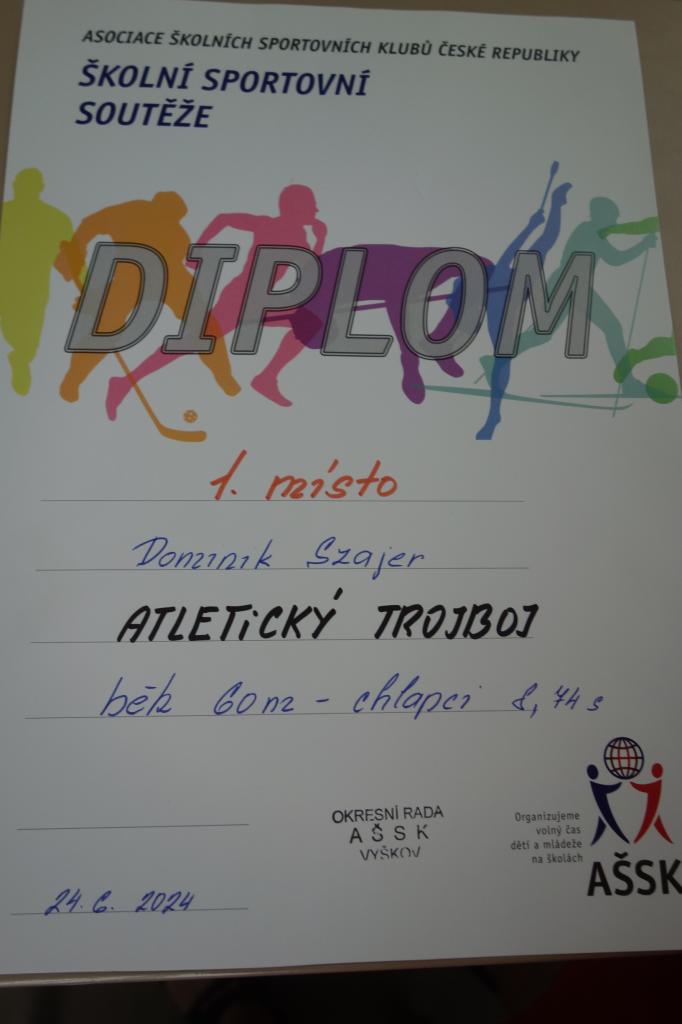 ASOCIACE ŠKOLNÍCH SPORTOVNÍCH KLUBŮ ČESKÉ REPUBLIKY
ŠKOLNÍ SPORTOVNÍ
SOUTĚŽE
DIPLOM
1. místo
Dominik Szajer
ATLETICKÝ TROJBOJ
běh 60m - chlapci 8,74 s
OKRESNÍ RADA
AŠSK
VYŠKOV
Organizujeme
volný čas
dětí a mládeže
na školách
AŠSK
24.6. 2024